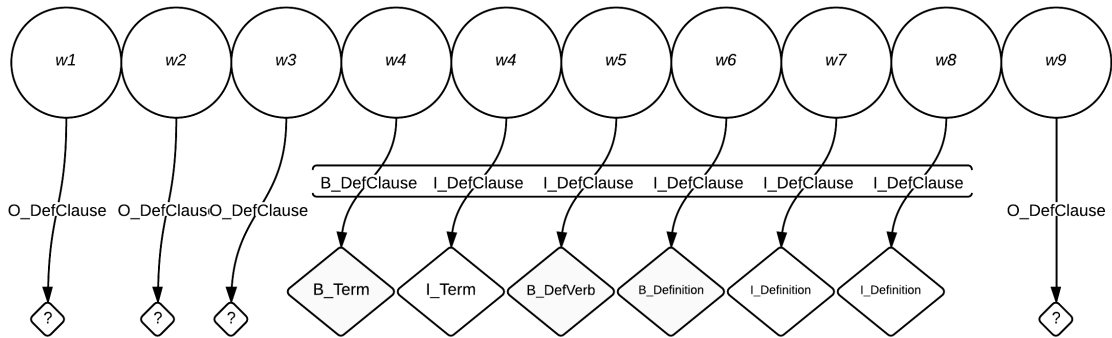 w1 w2 w3 w4 w4 w5 w6 w7 w8 w9
B_DefClause I_DefClause I_DefClause I_DefClause I_DefClause I_DefClause
O_DefClause O_DefClaus O_DefClause O_DefClause
B_Term I_Term B_DefVerb B_Definition I_Definition I_Definition
? ? ? ?